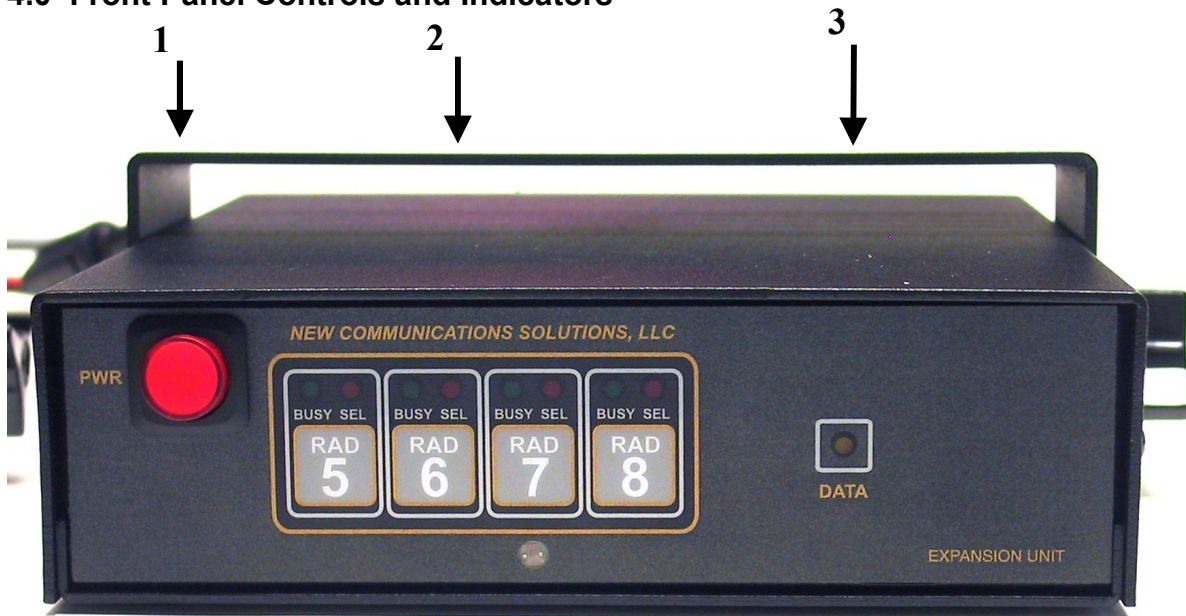 4.0 Front Panel Controls and Indicators
1 2 3
NEW COMMUNICATIONS SOLUTIONS, LLC
PWR
BUSY SEL BUSY SEL BUSY SEL BUSY SEL
RAD RAD RAD RAD
5 6 7 8
DATA
EXPANSION UNIT